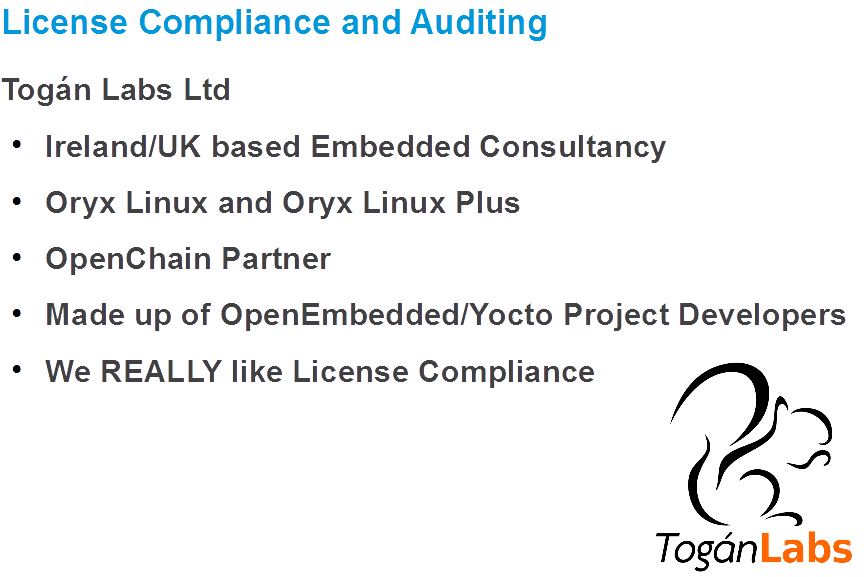 License Compliance and Auditing
Togán Labs Ltd
• Ireland/UK based Embedded Consultancy
• Oryx Linux and Oryx Linux Plus
• OpenChain Partner
• Made up of OpenEmbedded/Yocto Project Developers
• We REALLY like License Compliance
TogánLabs